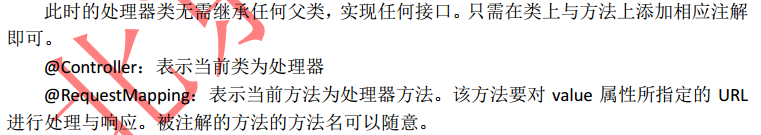 此时的处理器类无需继承任何父类，实现任何接口。只需在类上与方法上添加相应注解
即可。
@Controller：表示当前类为处理器
@RequestMapping：表示当前方法为处理器方法。该方法要对 value 属性所指定的 URL
进行处理与响应。被注解的方法的方法名可以随意。